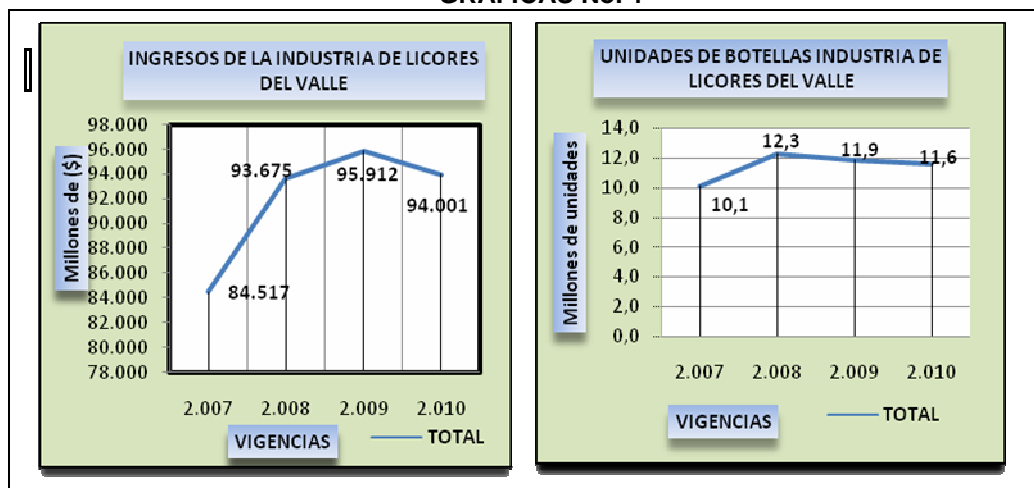 INGRESOS DE LA INDUSTRIA DE LICORES
DEL VALLE
Millones de ($)
98.000
96.000
94.000
92.000
90.000
88.000
86.000
84.000
82.000
80.000
78.000
93.675
95.912
94.001
84.517
2.007 2.008 2.009 2.010
VIGENCIAS
TOTAL
UNIDADES DE BOTELLAS INDUSTRIA DE
LICORES DEL VALLE
Millones de unidades
14,0
12,0
10,0
8,0
6,0
4,0
2,0
0,0
12,3
11,9
11,6
10,1
2.007 2.008 2.009 2.010
VIGENCIAS
TOTAL